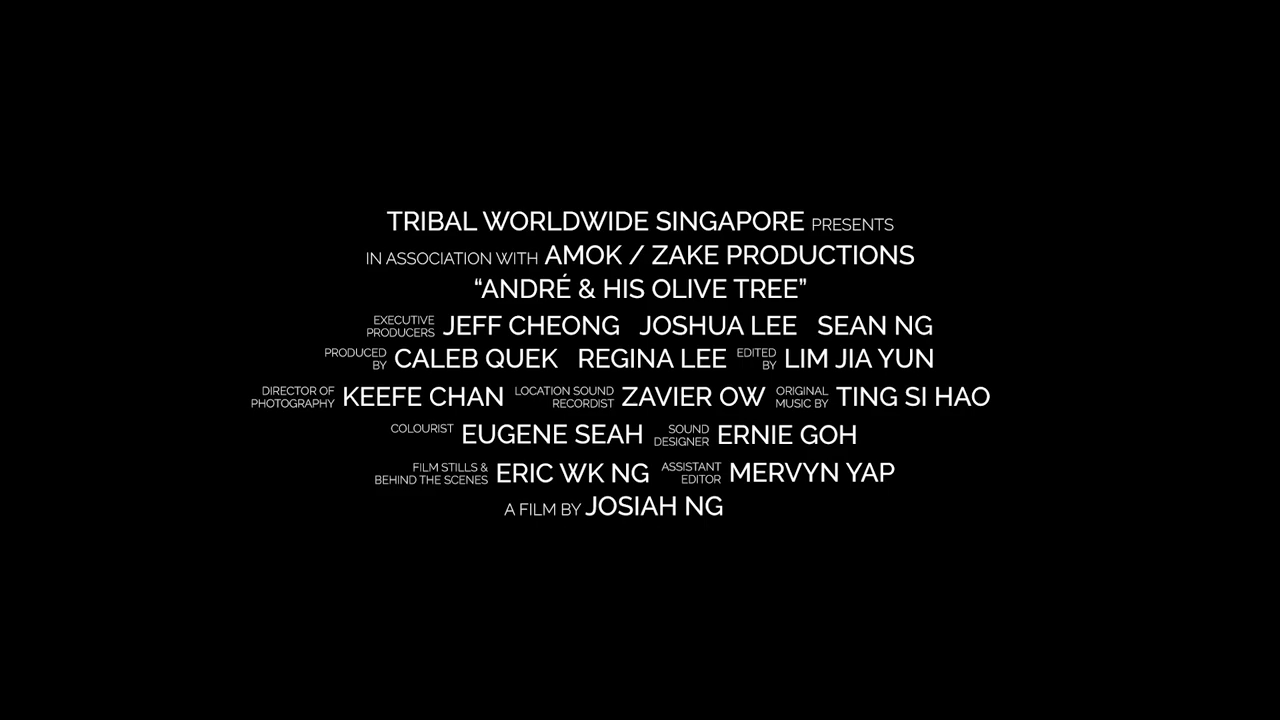 TRIBAL WORLDWIDE SINGAPORE PRESENTS
IN ASSOCIATION WITH AMOK / ZAKE PRODUCTIONS
“ANDRÉ & HIS OLIVE TREE”
EXECUTIVE PRODUCERS JEFF CHEONG JOSHUA LEE SEAN NG
PRODUCED BY CALEB QUEK REGINA LEE EDITED BY LIM JIA YUN
DIRECTOR OF PHOTOGRAPHY KEEFE CHAN LOCATION SOUND RECORDIST ZAVIER OW ORIGINAL MUSIC BY TING SI HAO
COLOURIST EUGENE SEAH SOUND DESIGNER ERNIE GOH
FILM STILLS & BEHIND THE SCENES ERIC WK NG ASSISTANT EDITOR MERVYN YAP
A FILM BY JOSIAH NG